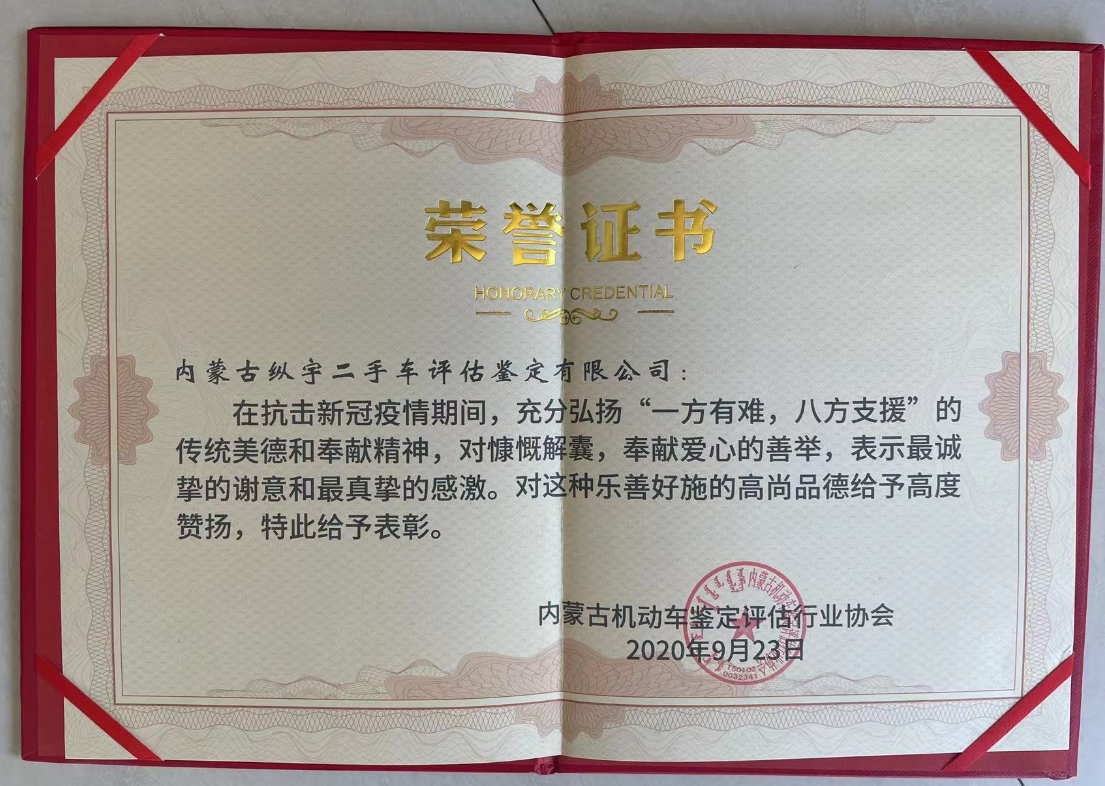 荣誉证书
HONORARY CREDENTIAL
内蒙古纵宇二手车评估鉴定有限公司：
在抗击新冠疫情期间，充分弘扬“一方有难，八方支援”的
传统美德和奉献精神，对慷慨解囊，奉献爱心的善举，表示最诚
挚的谢意和最真挚的感激。对这种乐善好施的高尚品德给予高度
赞扬，特此给予表彰。
内蒙古机动车鉴定评估行业协会
2020年9月23日